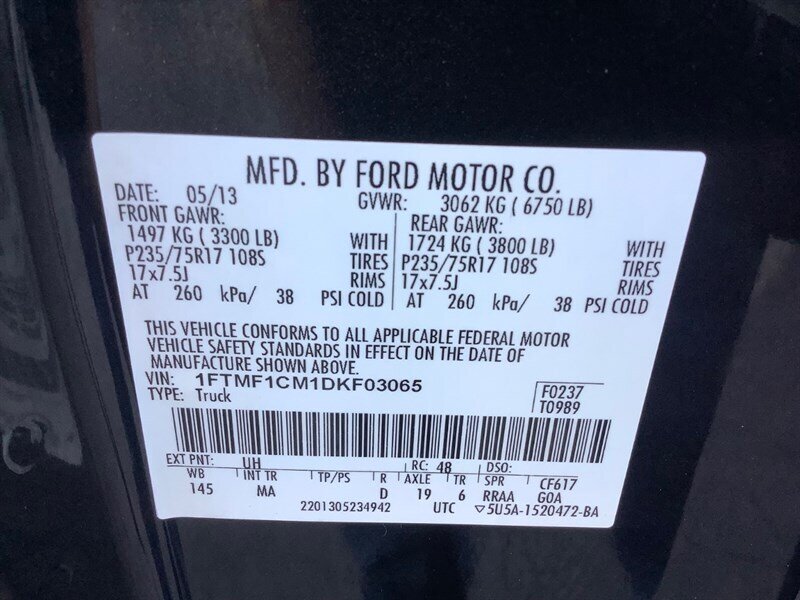 MFD. BY FORD MOTOR CO.
DATE: 05/13 GVWR: 3062 KG ( 6750 LB)
FRONT GAWR: REAR GAWR:
1497 KG ( 3300 LB) WITH 1724 KG ( 3800 LB) WITH
P235/75R17 108S TIRES P235/75R17 108S TIRES
17x7.5J RIMS 17x7.5J RIMS
AT 260 kPa/ 38 PSI COLD AT 260 kPa/ 38 PSI COLD
THIS VEHICLE CONFORMS TO ALL APPLICABLE FEDERAL MOTOR
VEHICLE SAFETY STANDARDS IN EFFECT ON THE DATE OF
MANUFACTURE SHOWN ABOVE.
VIN: 1FTMF1CM1DKF03065 F0237
TYPE: Truck T0989
EXT PNT: UH RC: 48 DSO:
WB INT TR TP/PS R AXLE TR SPR CF617
145 MA D 19 6 RRAA GOA
2201305234942 UTC ▽5U5A-1520472-BA